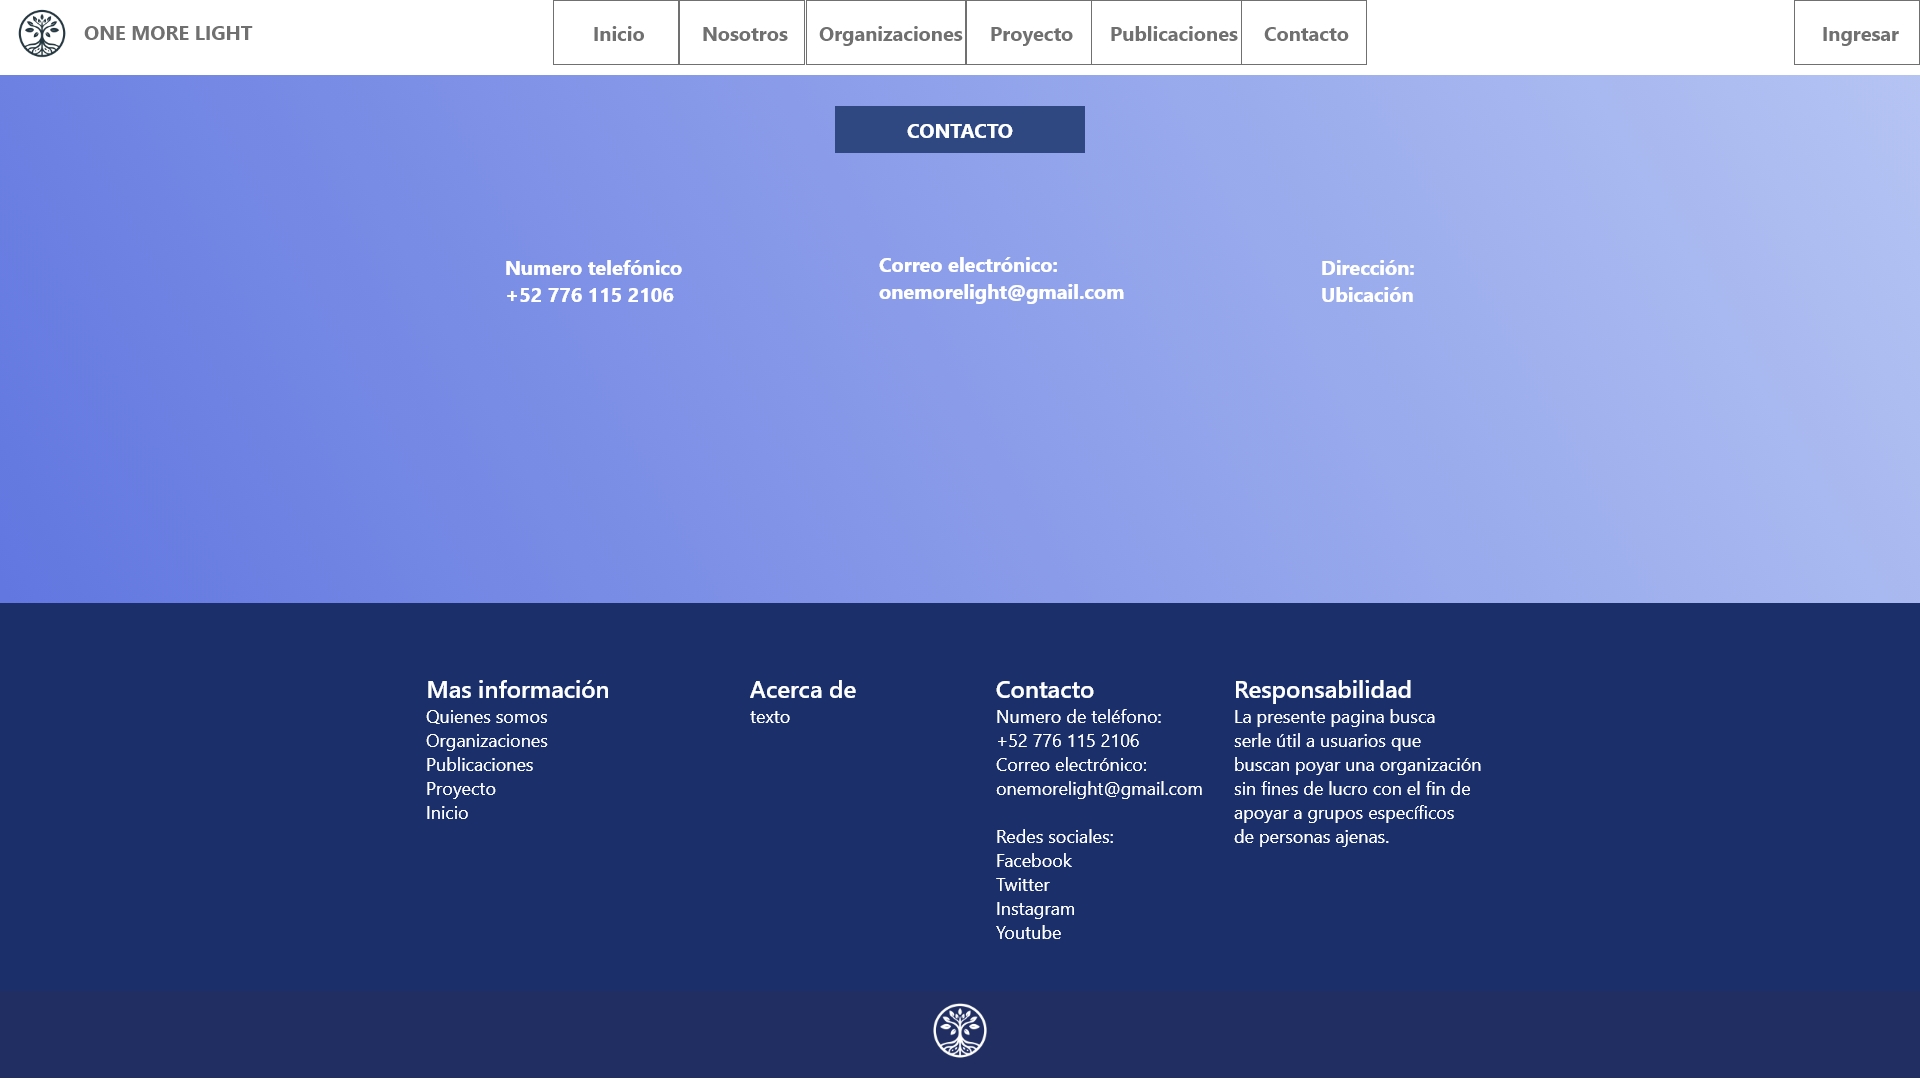 ONE MORE LIGHT
Inicio
Nosotros
Organizaciones
Proyecto
Publicaciones
Contacto
Ingresar
CONTACTO
Numero telefónico
+52 776 115 2106
Correo electrónico:
onemorelight@gmail.com
Dirección:
Ubicación
Mas información
Quienes somos
Organizaciones
Publicaciones
Proyecto
Inicio
Acerca de
texto
Contacto
Numero de teléfono:
+52 776 115 2106
Correo electrónico:
onemorelight@gmail.com
Redes sociales:
Facebook
Twitter
Instagram
Youtube
Responsabilidad
La presente pagina busca
serle útil a usuarios que
buscan poyar una organización
sin fines de lucro con el fin de
apoyar a grupos específicos
de personas ajenas.